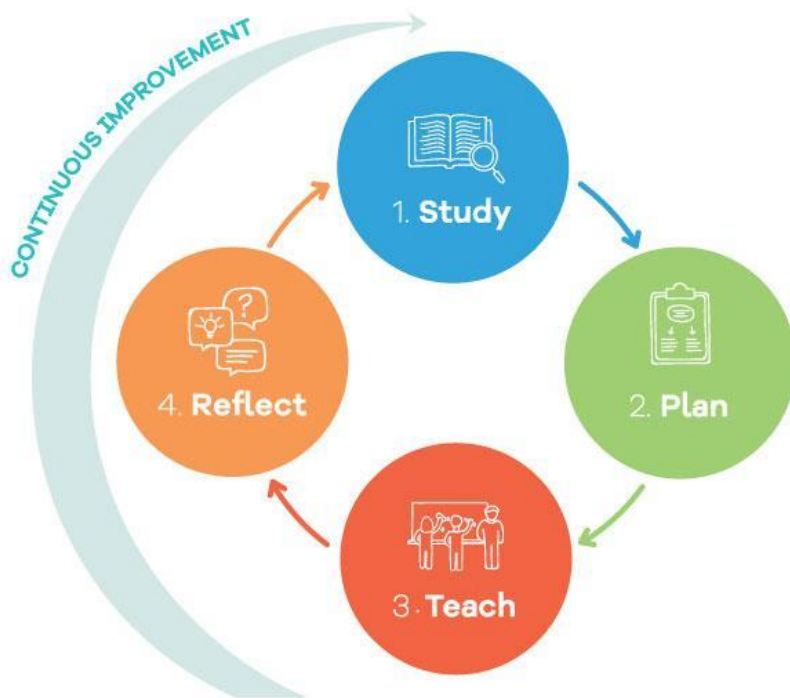 CONTINUOUS IMPROVEMENT
1. Study
2. Plan
3. Teach
4. Reflect
?